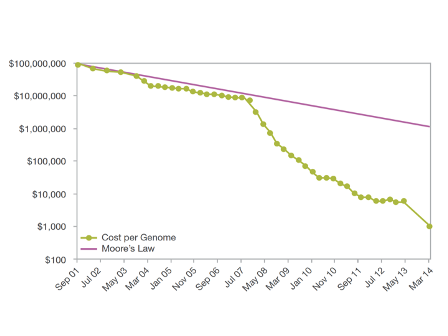 $100,000,000
$10,000,000
$1,000,000
$100,000
$10,000
$1,000
$100
Cost per Genome
Moore's Law
Sep 01
Jul 02
May 03
Mar 04
Jan 05
Nov 05
Sep 06
Jul 07
May 08
Mar 09
Jan 10
Nov 10
Sep 11
Jul 12
May 13
Mar 14